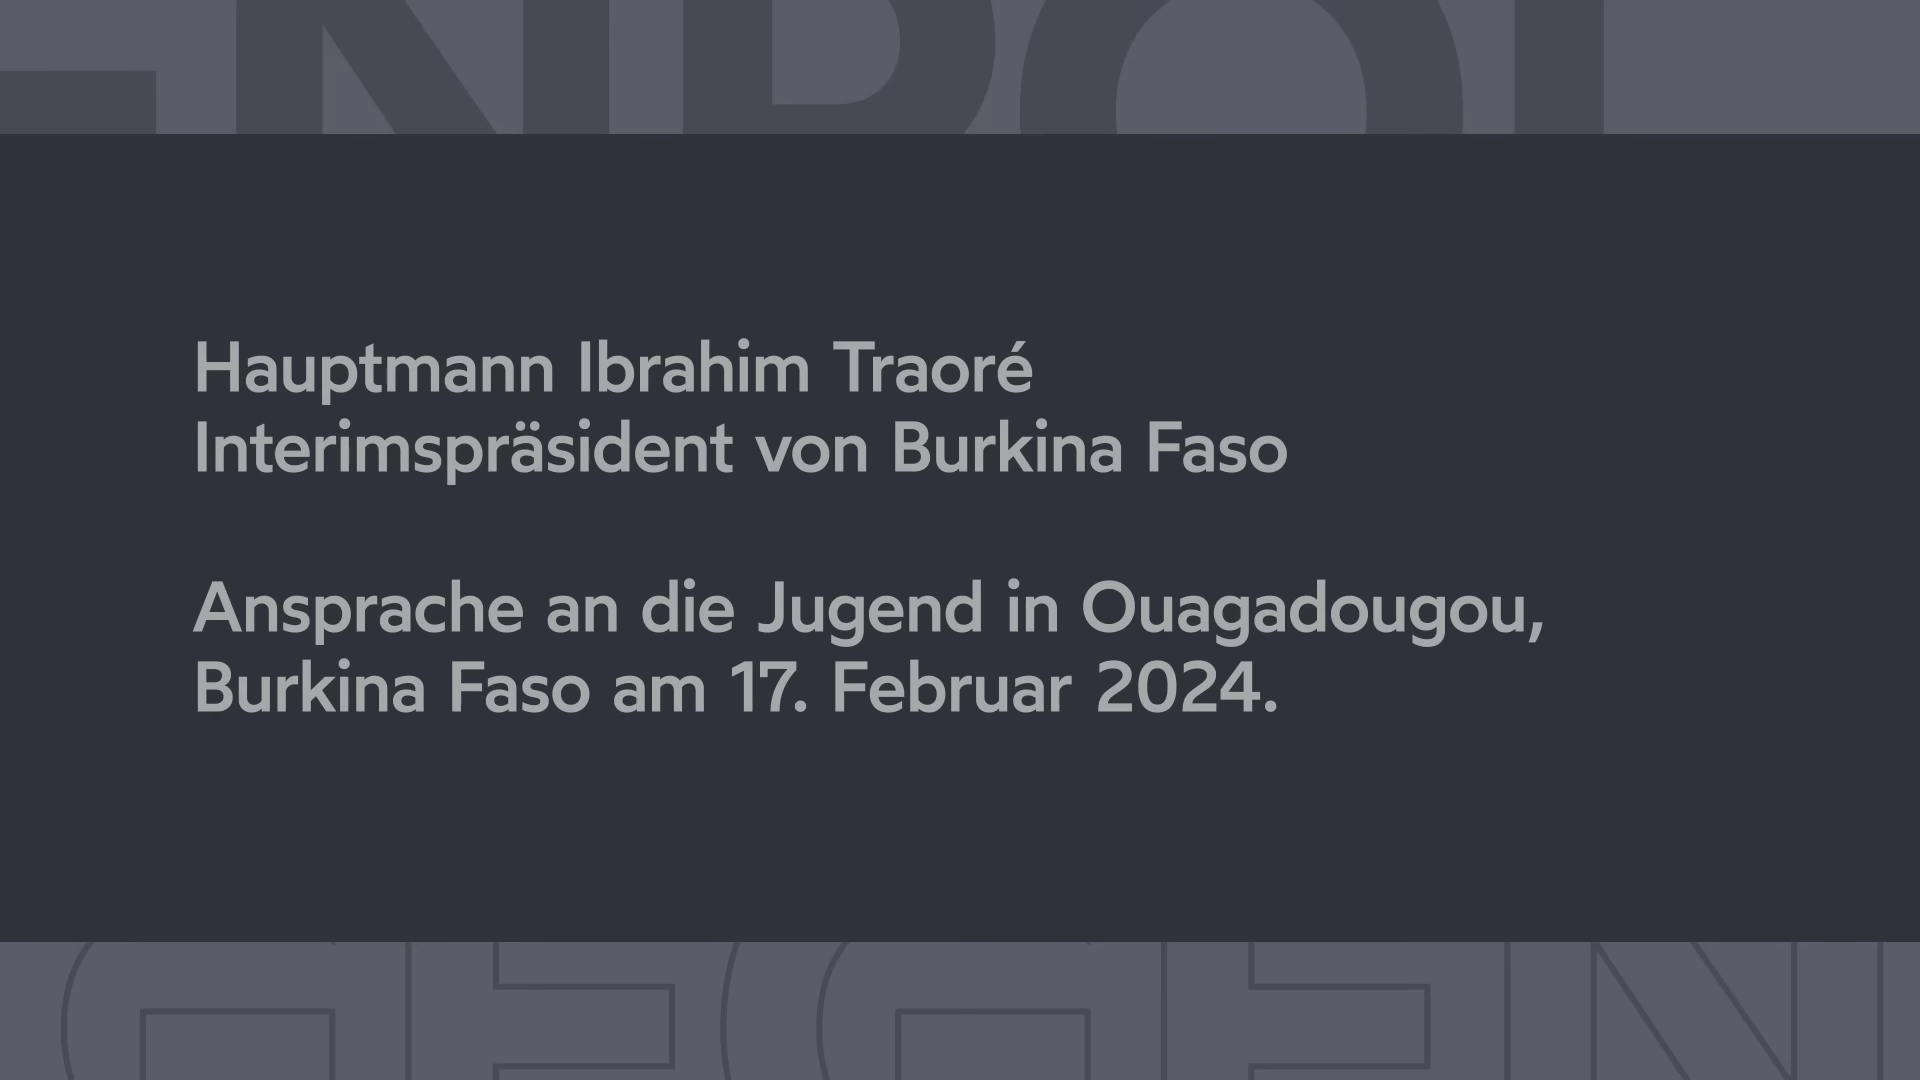 Hauptmann Ibrahim Traoré
Interimspräsident von Burkina Faso
Ansprache an die Jugend in Ouagadougou,
Burkina Faso am 17. Februar 2024.